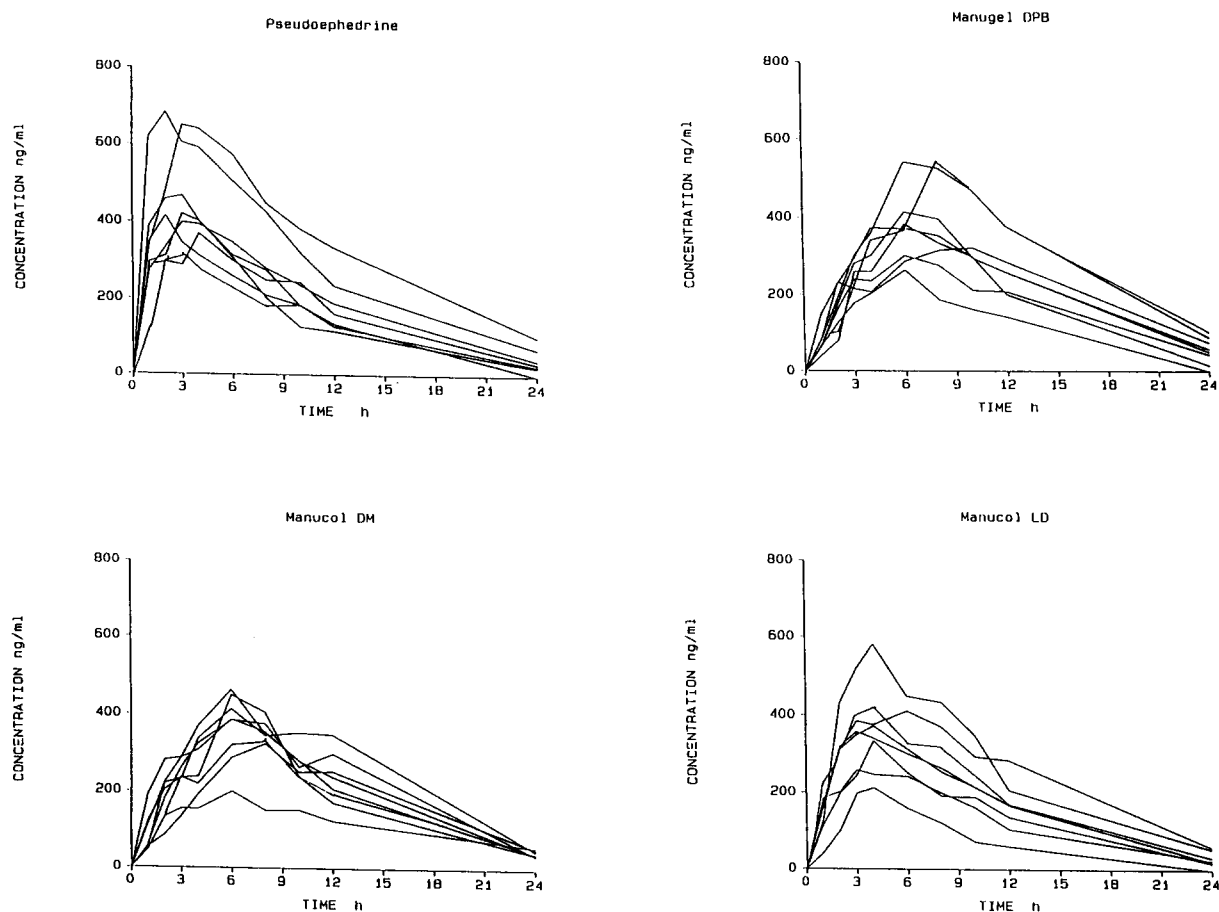 Pseudoephedrine
CONCENTRATION ng/ml
800
600
400
200
0
0 3 6 9 12 15 18 21 24
TIME h
Manugel DPB
CONCENTRATION ng/ml
800
600
400
200
0
0 3 6 9 12 15 18 21 24
TIME h
Manucol DM
CONCENTRATION ng/ml
800
600
400
200
0
0 3 6 9 12 15 18 21 24
TIME h
Manucol LD
CONCENTRATION ng/ml
800
600
400
200
0
0 3 6 9 12 15 18 21 24
TIME h